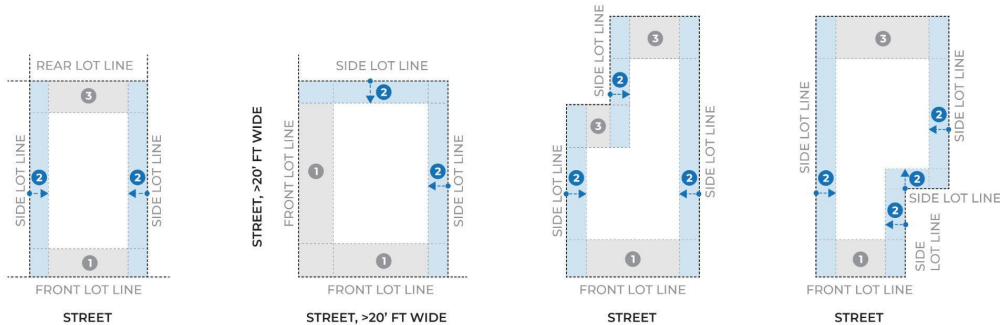 REAR LOT LINE
3
SIDE LOT LINE
2
2
SIDE LOT LINE
1
FRONT LOT LINE
STREET
SIDE LOT LINE
2
STREET, >20' FT WIDE
FRONT LOT LINE
1
2
SIDE LOT LINE
1
FRONT LOT LINE
STREET, >20' FT WIDE
SIDE LOT LINE
3
2
3
SIDE LOT LINE
2
2
SIDE LOT LINE
1
FRONT LOT LINE
STREET
3
SIDE LOT LINE
2
SIDE LOT LINE
2
2
SIDE LOT LINE
2
SIDE
LOT LINE
1
FRONT LOT LINE
STREET